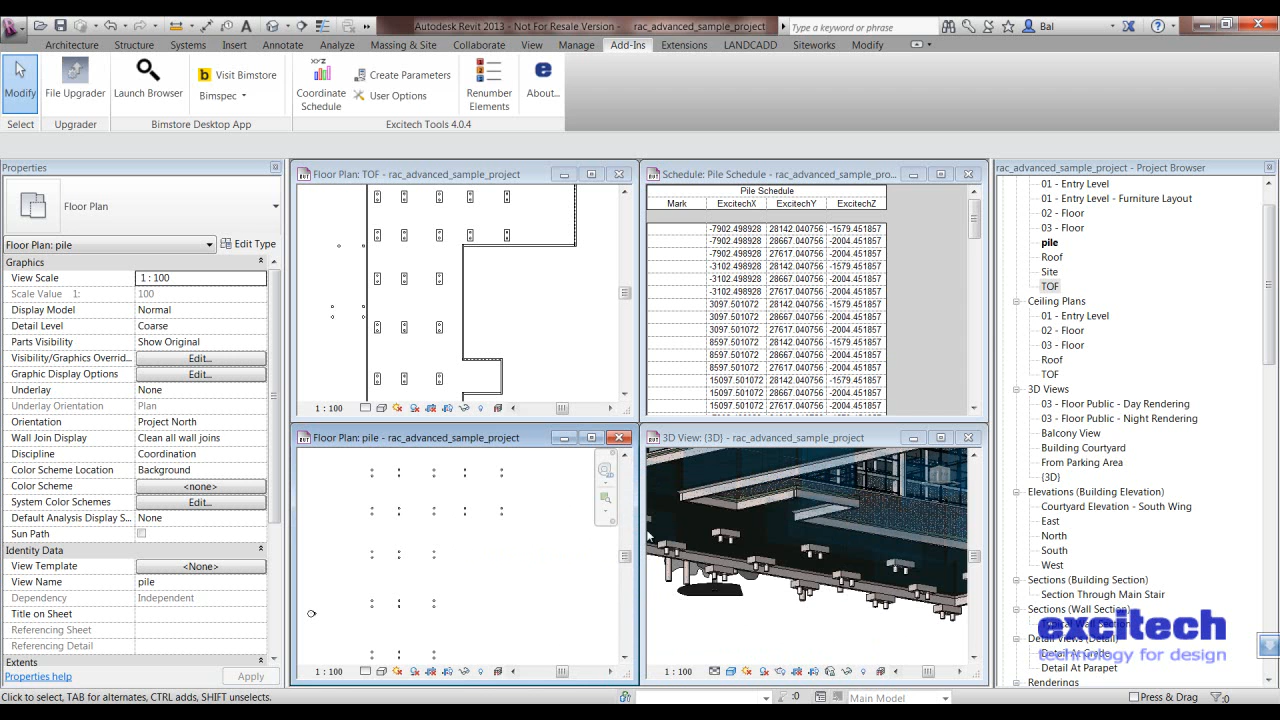 Autodesk Revit 2013 - Not For Resale Version - rac_advanced_sample_project
Type a keyword or phrase
Bal
Architecture Structure Systems Insert Annotate Analyze Massing & Site Collaborate View Manage Add-Ins Extensions LANDCADD Siteworks Modify
Modify
File Upgrader
Launch Browser
Visit Bimstore
Bimspec
Coordinate Schedule
Create Parameters
User Options
Renumber Elements
About...
Select Upgrader Bimstore Desktop App Excitech Tools 4.0.4
Properties
Floor Plan
Floor Plan: pile Edit Type
Graphics
View Scale 1 : 100
Scale Value 1: 100
Display Model Normal
Detail Level Coarse
Parts Visibility Show Original
Visibility/Graphics Overrid... Edit...
Graphic Display Options Edit...
Underlay None
Underlay Orientation Plan
Orientation Project North
Wall Join Display Clean all wall joins
Discipline Coordination
Color Scheme Location Background
Color Scheme <none>
System Color Schemes Edit...
Default Analysis Display S... None
Sun Path
Identity Data
View Template <None>
View Name pile
Dependency Independent
Title on Sheet
Referencing Sheet
Referencing Detail
Extents
Properties help Apply
Floor Plan: TOF - rac_advanced_sample_project
1 : 100
Schedule: Pile Schedule - rac_advanced_sample_pro...
Pile Schedule
Mark ExcitechX ExcitechY ExcitechZ
-7902.498928 28142.040756 -1579.451857
-7902.498928 28667.040756 -2004.451857
-7902.498928 27617.040756 -2004.451857
-3102.498928 28142.040756 -1579.451857
-3102.498928 28667.040756 -2004.451857
-3102.498928 27617.040756 -2004.451857
3097.501072 28142.040756 -1579.451857
3097.501072 28667.040756 -2004.451857
3097.501072 27617.040756 -2004.451857
8597.501072 28142.040756 -1579.451857
8597.501072 28667.040756 -2004.451857
8597.501072 27617.040756 -2004.451857
15097.501072 28142.040756 -1579.451857
15097.501072 28667.040756 -2004.451857
15097.501072 27617.040756 -2004.451857
Floor Plan: pile - rac_advanced_sample_project
1 : 100
3D View: {3D} - rac_advanced_sample_project
1 : 100
rac_advanced_sample_project - Project Browser
01 - Entry Level
01 - Entry Level - Furniture Layout
02 - Floor
03 - Floor
pile
Roof
Site
TOF
Ceiling Plans
01 - Entry Level
02 - Floor
03 - Floor
Roof
TOF
3D Views
03 - Floor Public - Day Rendering
03 - Floor Public - Night Rendering
Balcony View
Building Courtyard
From Parking Area
{3D}
Elevations (Building Elevation)
Courtyard Elevation - South Wing
East
North
South
West
Sections (Building Section)
Section Through Main Stair
Sections (Wall Section)
Typical Wall Section
Detail Views (Detail)
Detail At Grade
Detail At Parapet
Renderings
excitech
technology for design
Click to select, TAB for alternates, CTRL adds, SHIFT unselects.
:0
Main Model
Press & Drag
:0